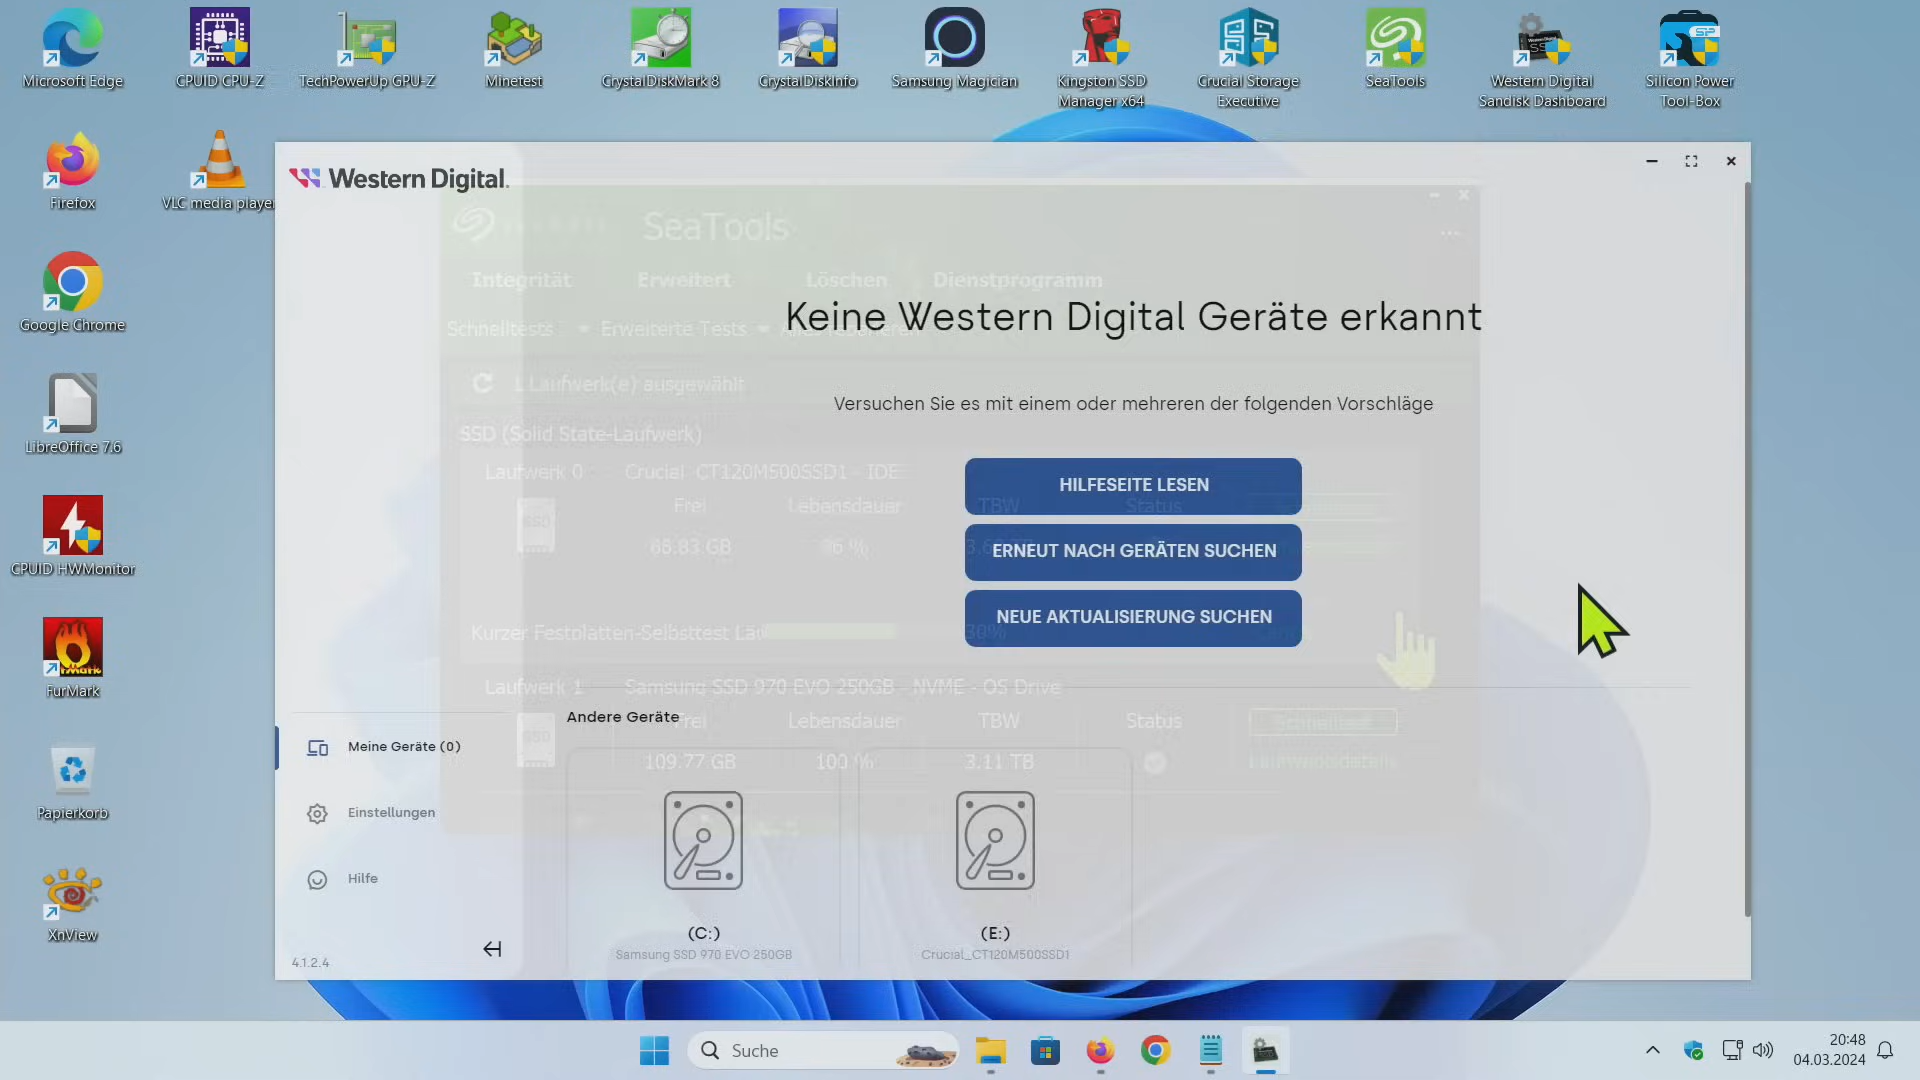 Microsoft Edge
CPUID CPU-Z
TechPowerUp GPU-Z
Minetest
CrystalDiskMark 8
CrystalDiskInfo
Samsung Magician
Kingston SSD
Manager x64
Crucial Storage
Executive
SeaTools
Western Digital
Sandisk Dashboard
Silicon Power
Tool-Box
Firefox
VLC media playe
Google Chrome
LibreOffice 7.6
CPUID HWMonitor
FurMark
Papierkorb
XnView
Western Digital.
SeaTools
...
Integrität
Erweitert
Löschen
Dienstprogramm
Keine Western Digital Geräte erkannt
Schnelltests
Erweiterte Tests
1 Laufwerk(e) ausgewählt
Versuchen Sie es mit einem oder mehreren der folgenden Vorschläge
SSD (Solid State-Laufwerk)
Laufwerk 0
Crucial_CT120M500SSD1 - IDE
HILFESEITE LESEN
Frei
Lebensdauer
TBW
Status
SSD
88.83 GB
ERNEUT NACH GERÄTEN SUCHEN
NEUE AKTUALISIERUNG SUCHEN
Kurzer Festplatten-Selbsttest
30%
Laufwerk 1
Samsung SSD 970 EVO 250GB - NVME - OS Drive
Andere Geräte
Frei
Lebensdauer
TBW
Status
Schnelltest
SSD
109.77 GB
100 %
3.11 TB
Laufwerksdetails
Meine Geräte (0)
Einstellungen
Hilfe
4.1.2.4
(C:)
Samsung SSD 970 EVO 250GB
(E:)
Crucial_CT120M500SSD1
Suche
20:48
04.03.2024